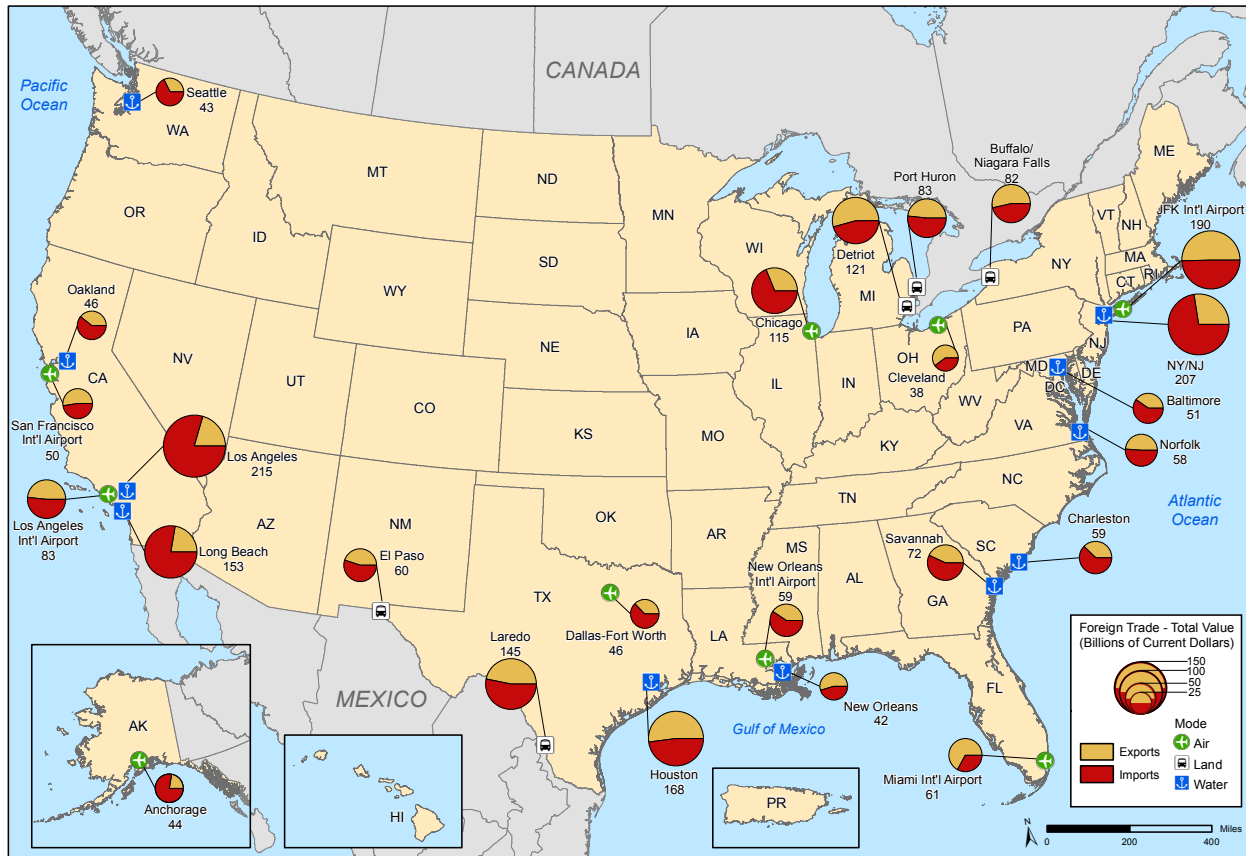 CANADA
Pacific
Ocean
Seattle
43
WA
MT
ND
MN
OR
ID
SD
WI
WY
Port Huron
83
Buffalo/
Niagara Falls
82
ME
VT
NH
JFK Int'l Airport
190
MA
RI
CT
NY
Detriot
121
MI
Oakland
46
NV
CA
UT
NE
IA
Chicago
115
PA
NJ
NY/NJ
207
OH
Cleveland
38
IL
IN
MD
DE
DC
Baltimore
51
WV
VA
San Francisco
Int'l Airport
50
CO
KS
MO
KY
Norfolk
58
Los Angeles
215
Los Angeles
Int'l Airport
83
Long Beach
153
AZ
NM
OK
AR
TN
NC
Atlantic
Ocean
El Paso
60
TX
Dallas-Fort Worth
46
MS
New Orleans
Int'l Airport
59
AL
Savannah
72
GA
SC
Charleston
59
LA
Laredo
145
MEXICO
Houston
168
New Orleans
42
Gulf of Mexico
FL
Miami Int'l Airport
61
AK
Anchorage
44
HI
PR
Foreign Trade - Total Value
(Billions of Current Dollars)
150
100
50
25
Mode
Air
Land
Water
Exports
Imports
N
0
200
400
Miles